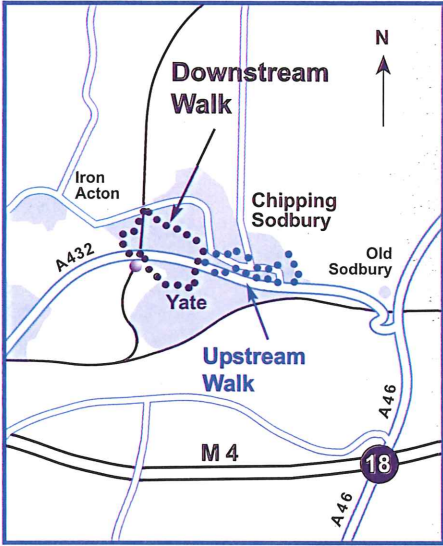 N
Downstream
Walk
Iron
Acton
Chipping
Sodbury
A432
Old
Sodbury
Yate
Upstream
Walk
A46
M 4
18
A46